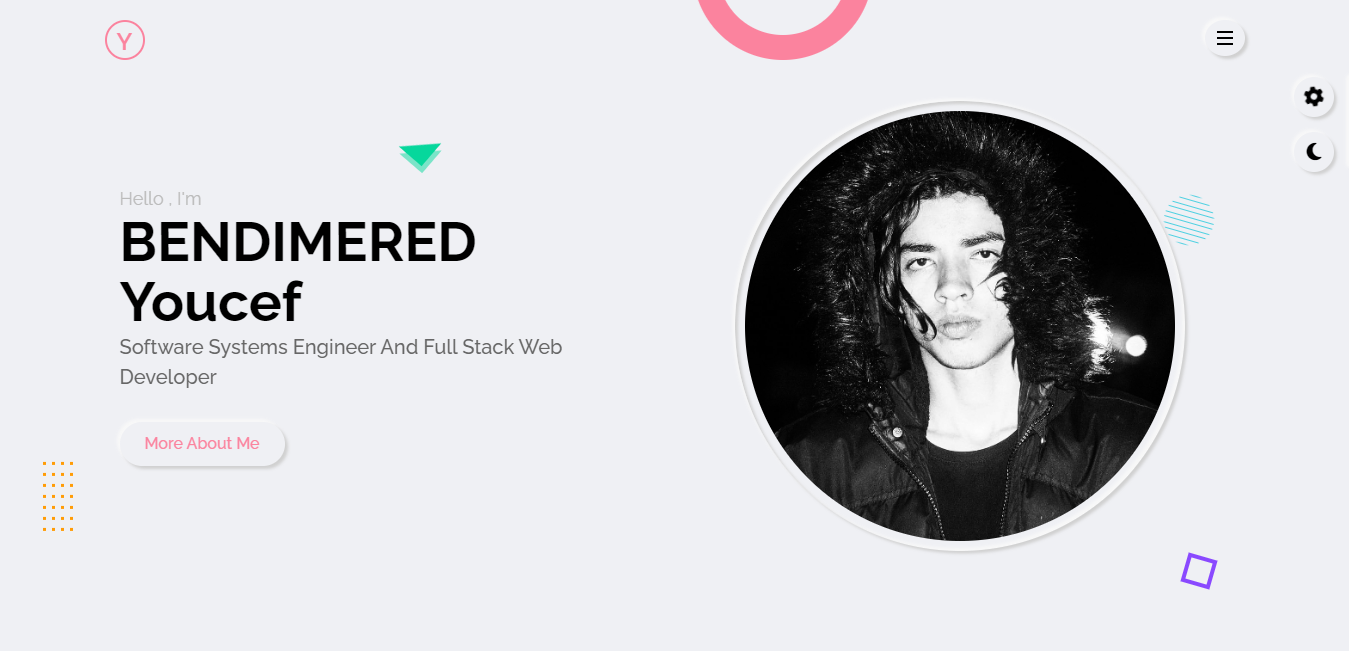 Y
Hello , I'm
BENDIMERED
Youcef
Software Systems Engineer And Full Stack Web
Developer
More About Me